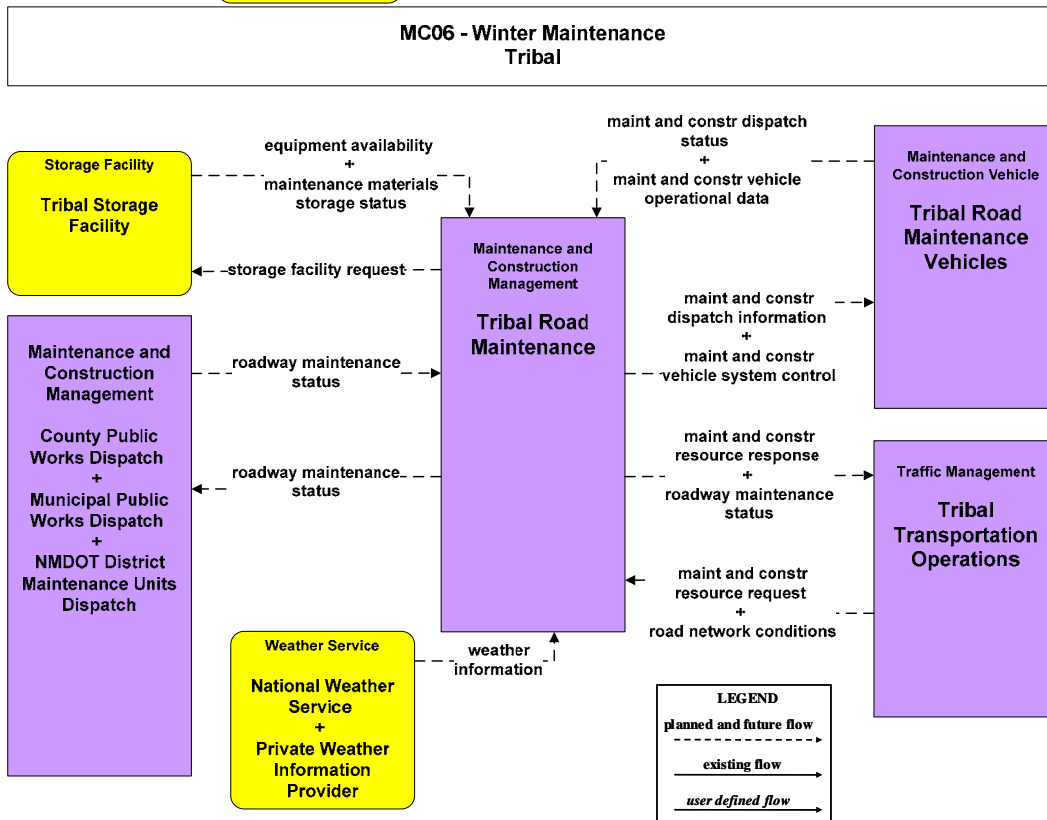 MC06 - Winter Maintenance
Tribal
Storage Facility
Tribal Storage
Facility
equipment availability
+
maintenance materials
storage status
storage facility request
Maintenance and
Construction
Management
Tribal Road
Maintenance
maint and constr dispatch
status
+
maint and constr vehicle
operational data
Maintenance and
Construction Vehicle
Tribal Road
Maintenance
Vehicles
maint and constr
dispatch information
+
maint and constr
vehicle system control
Maintenance and
Construction
Management
County Public
Works Dispatch
+
Municipal Public
Works Dispatch
+
NMDOT District
Maintenance Units
Dispatch
roadway maintenance
status
roadway maintenance
status
maint and constr
resource response
+
roadway maintenance
status
Traffic Management
Tribal
Transportation
Operations
maint and constr
resource request
+
road network conditions
Weather Service
National Weather
Service
+
Private Weather
Information
Provider
weather
information
LEGEND
planned and future flow
existing flow
user defined flow